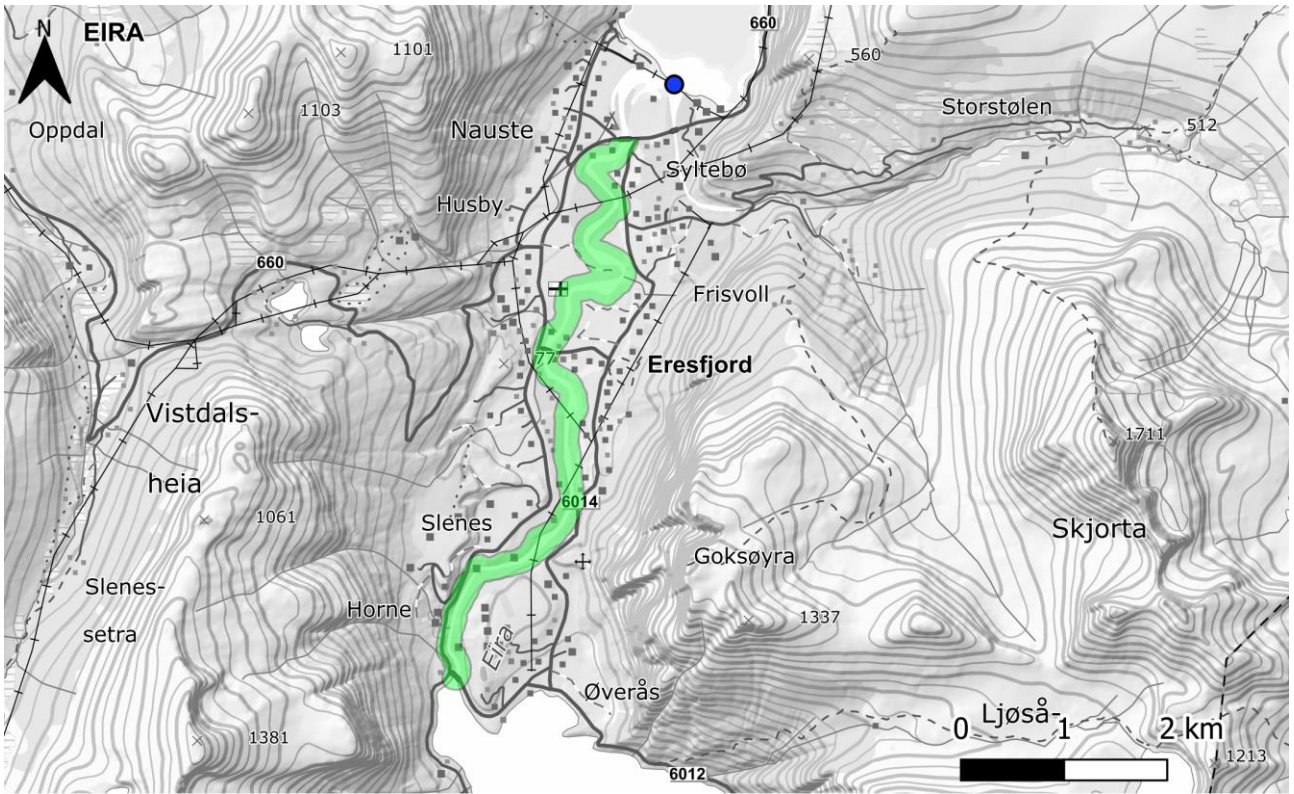 N
EIRA
660
1101
560
1103
Storstølen
Oppdal
Nauste
512
Syltebø
Husby
660
Frisvoll
77
Eresfjord
Vistdals-
heia
1711
6014
1061
Slenes
Skjorta
Goksøyra
Slenes-
setra
Horne
1337
Eira
Øverås
Ljøså-
0 1 2 km
1381
1213
6012